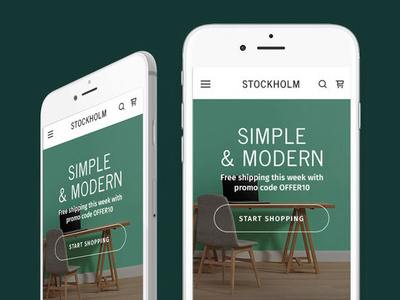 STOCKHOLM
SIMPLE
& MODERN
Free shipping this week with
promo code OFFER10
START SHOPPING
STOCKHOLM
SIMPLE
& MODERN
Free shipping this week with
promo code OFFER10
START SHOPPING